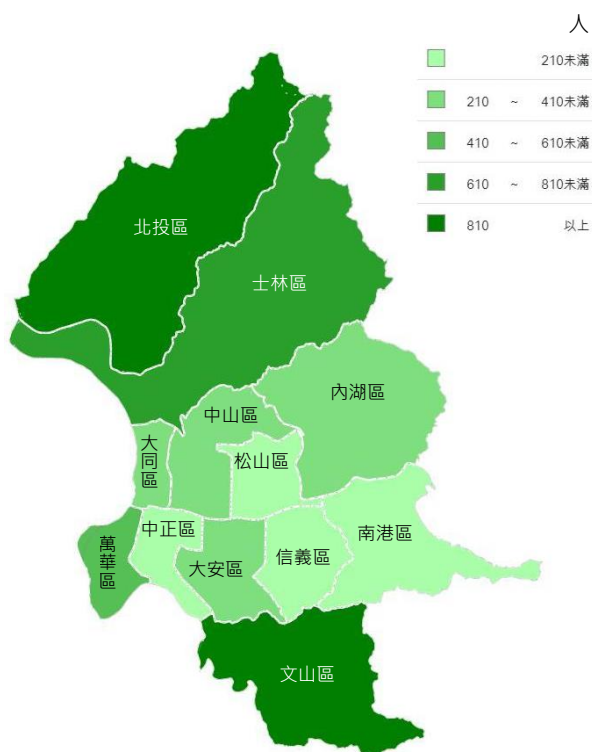 人
210未滿
210 ~ 410未滿
410 ~ 610未滿
610 ~ 810未滿
810 以上
北投區
士林區
內湖區
中山區
大同區
松山區
中正區
南港區
萬華區
大安區
信義區
文山區